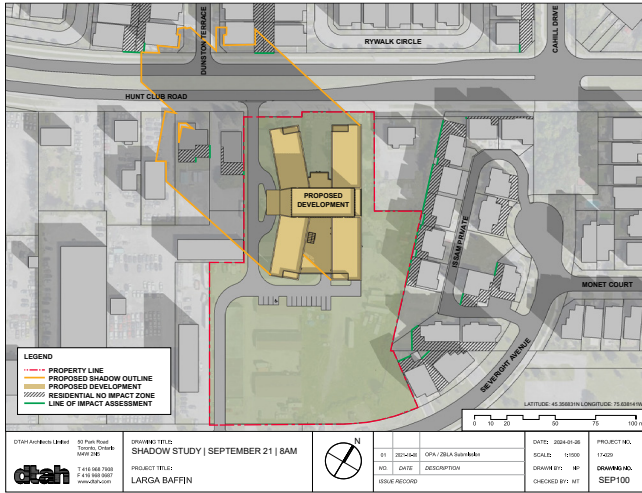 DUNSTON TERRACE
RYWALK CIRCLE
CAHILL DRIVE
HUNT CLUB ROAD
PROPOSED
DEVELOPMENT
ISSAM PRIVATE
MONET COURT
SIEVERIGHT AVENUE
LEGEND
PROPERTY LINE
PROPOSED SHADOW OUTLINE
PROPOSED DEVELOPMENT
RESIDENTIAL NO IMPACT ZONE
LINE OF IMPACT ASSESSMENT
LATITUDE: 45.356831N LONGITUDE: 75.638141W
0 10 20 50 75 100 m
DTAH Architects Limited
50 Park Road
Toronto, Ontario
M4W 2N5
dtah
T 416 968 7908
F 416 968 0687
www.dtah.com
DRAWING TITLE:
SHADOW STUDY | SEPTEMBER 21 | 8AM
PROJECT TITLE:
LARGA BAFFIN
N
01 OPA / ZBLA Submission
NO. DATE DESCRIPTION
ISSUE RECORD
DATE: 2024-01-26
SCALE: 1:1500
DRAWN BY: HP
CHECKED BY: MT
PROJECT NO.
17-029
DRAWING NO.
SEP100